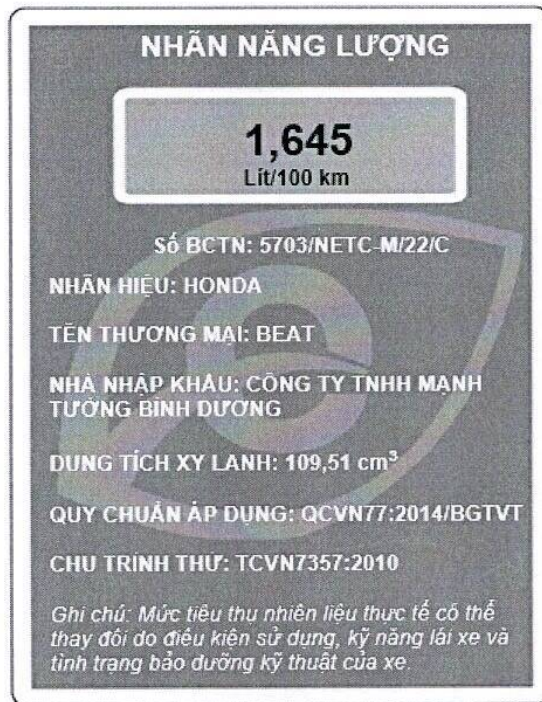 NHÃN NĂNG LƯỢNG
1,645
Lít/100 km
Số BCTN: 5703/NETC-M/22/C
NHÃN HIỆU: HONDA
TÊN THƯƠNG MẠI: BEAT
NHÀ NHẬP KHẨU: CÔNG TY TNHH MẠNH
TƯỜNG BÌNH DƯƠNG
DUNG TÍCH XY LANH: 109,51 cm³
QUY CHUẨN ÁP DỤNG: QCVN77:2014/BGTVT
CHU TRÌNH THỬ: TCVN7357:2010
Ghi chú: Mức tiêu thụ nhiên liệu thực tế có thể
thay đổi do điều kiện sử dụng, kỹ năng lái xe và
tình trạng bảo dưỡng kỹ thuật của xe.